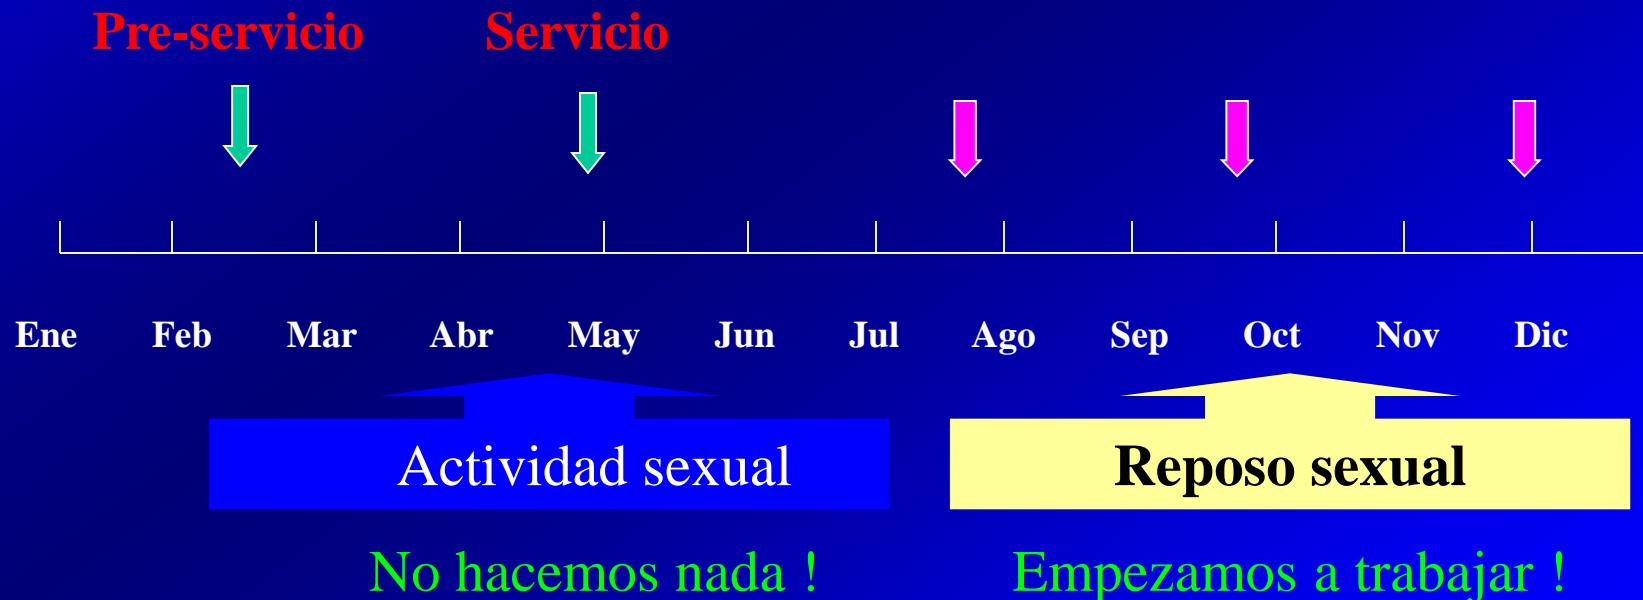 Pre-servicio Servicio
Ene Feb Mar Abr May Jun Jul Ago Sep Oct Nov Dic
Actividad sexual Reposo sexual
No hacemos nada ! Empezamos a trabajar !